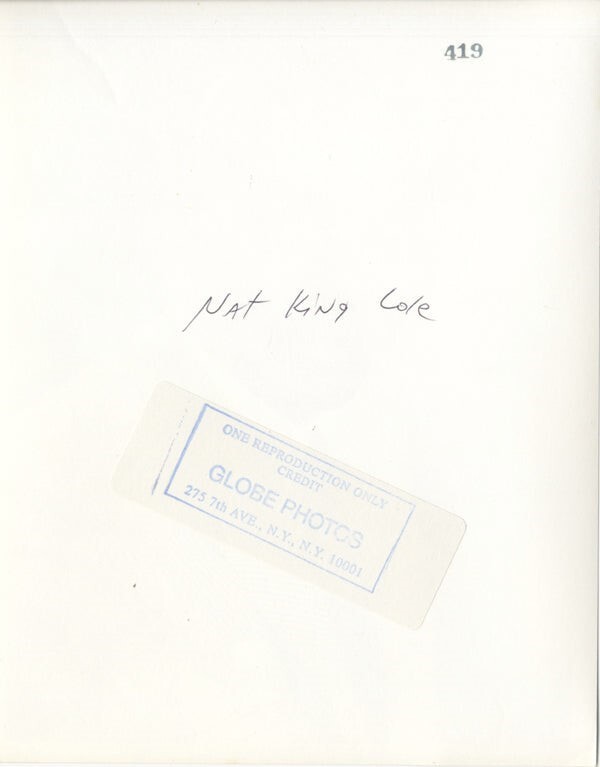 419
Nat King Cole
ONE REPRODUCTION ONLY
CREDIT
GLOBE PHOTOS
275 7th AVE., N.Y., N.Y. 10001